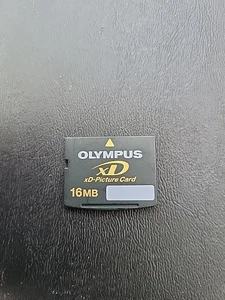 OLYMPUS
xD
xD-Picture Card
16MB